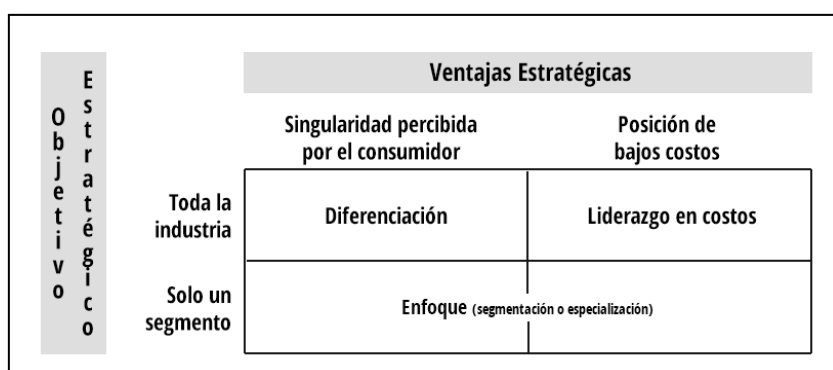 Objetivo
Estratégico
Ventajas Estratégicas
Singularidad percibida
por el consumidor
Posición de
bajos costos
Toda la
industria
Diferenciación
Liderazgo en costos
Solo un
segmento
Enfoque (segmentación o especialización)